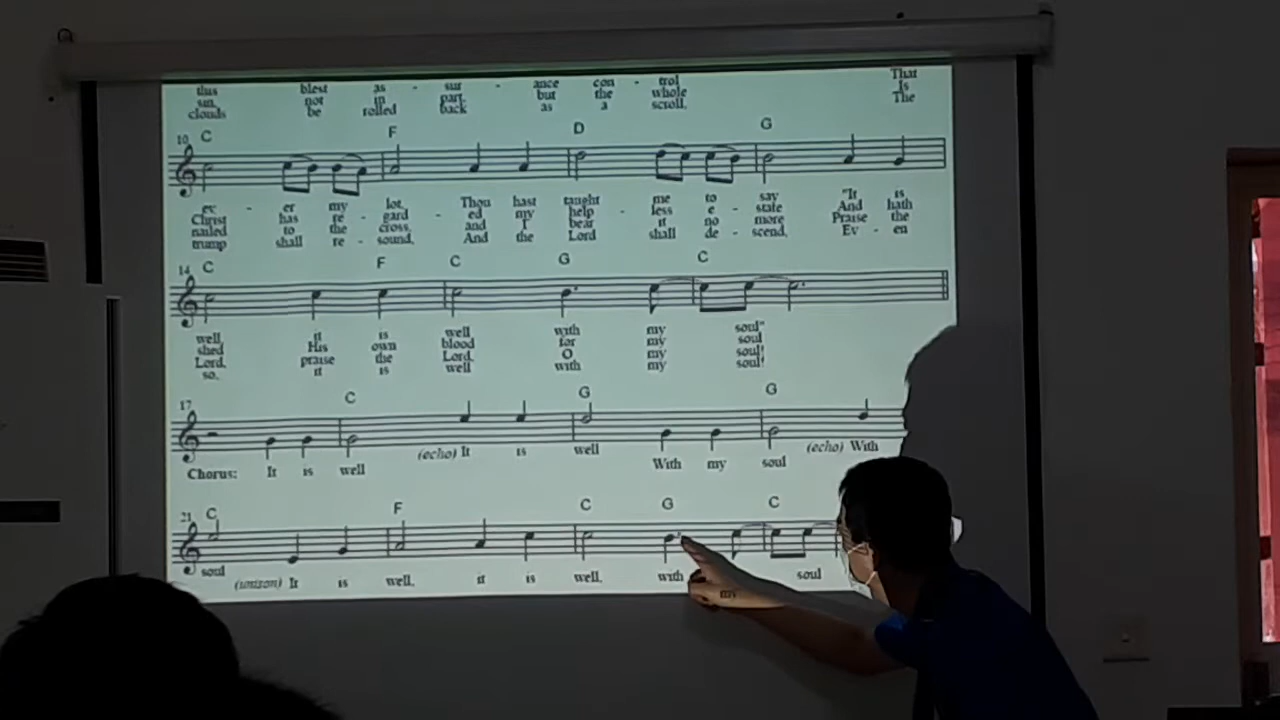 this blest as - sur - ance con - trol That
sin not in part but the whole Is
clouds be rolled back as a scroll, The
10 C F D G
ev - er my lot, Thou hast taught me to say "It is
Christ has re - gard - ed my help - less e - state And hath
nailed to the cross, and I bear it no more Praise the
trump shall re - sound, And the Lord shall de - scend, Ev - en
14 C F C G C
well, it is well with my soul"
shed His own blood for my soul
Lord, praise the Lord, O my soul!
so, it is well with my soul!
17 C G G
Chorus: It is well (echo) It is well With my soul (echo) With
21 C F C G C
soul (unison) It is well, it is well, with my soul